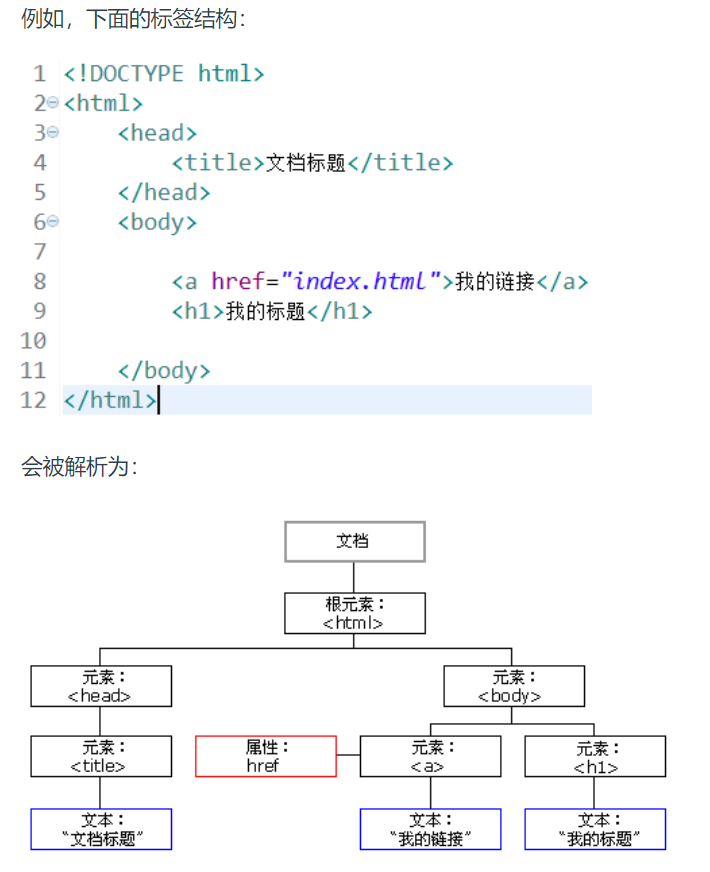 例如，下面的标签结构：
1 <!DOCTYPE html>
2 <html>
3 <head>
4 <title>文档标题</title>
5 </head>
6 <body>
7
8 <a href="index.html">我的链接</a>
9 <h1>我的标题</h1>
10
11 </body>
12 </html>
会被解析为：
文档
根元素：
<html>
元素：
<head>
元素：
<body>
元素：
<title>
属性：
href
元素：
<a>
元素：
<h1>
文本：
“文档标题”
文本：
“我的链接”
文本：
“我的标题”